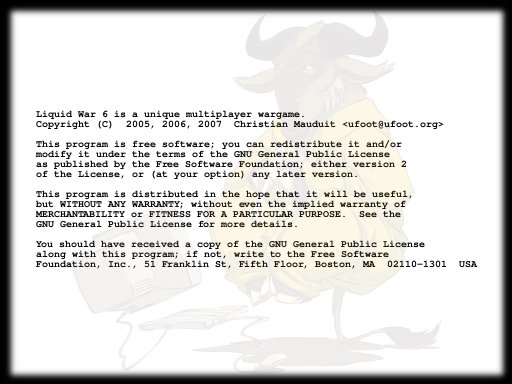 Liquid War 6 is a unique multiplayer wargame.
Copyright (C)  2005, 2006, 2007  Christian Mauduit <ufoot@ufoot.org>
This program is free software; you can redistribute it and/or
modify it under the terms of the GNU General Public License
as published by the Free Software Foundation; either version 2
of the License, or (at your option) any later version.
This program is distributed in the hope that it will be useful,
but WITHOUT ANY WARRANTY; without even the implied warranty of
MERCHANTABILITY or FITNESS FOR A PARTICULAR PURPOSE.  See the
GNU General Public License for more details.
You should have received a copy of the GNU General Public License
along with this program; if not, write to the Free Software
Foundation, Inc., 51 Franklin St, Fifth Floor, Boston, MA  02110-1301  USA